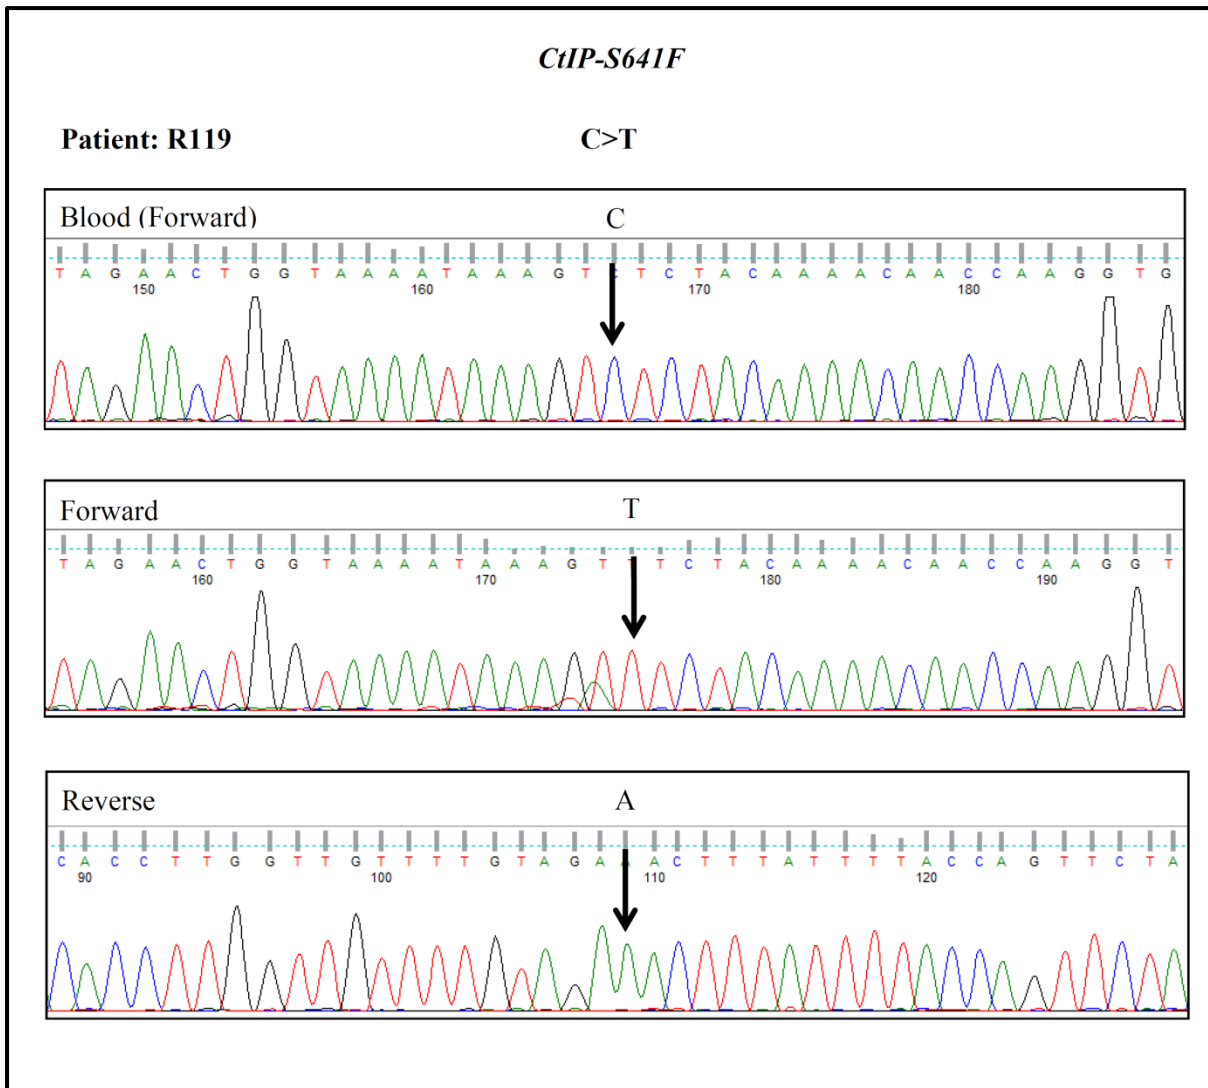 CtIP-S641F
Patient: R119 C>T
Blood (Forward) C
T A G A A C T G G T A A A A T A A A G T C T C T A C A A A A C A A C C A A G G T G
150 160 170 180
Forward T
T A G A A C T G G T A A A A T A A A G T T T C T A C A A A A C A A C C A A G G T
160 170 180 190
Reverse A
C A C C T T G G T T G T T T T G T A G A A A C T T T A T T T T A C C A G T T C T A
90 100 110 120